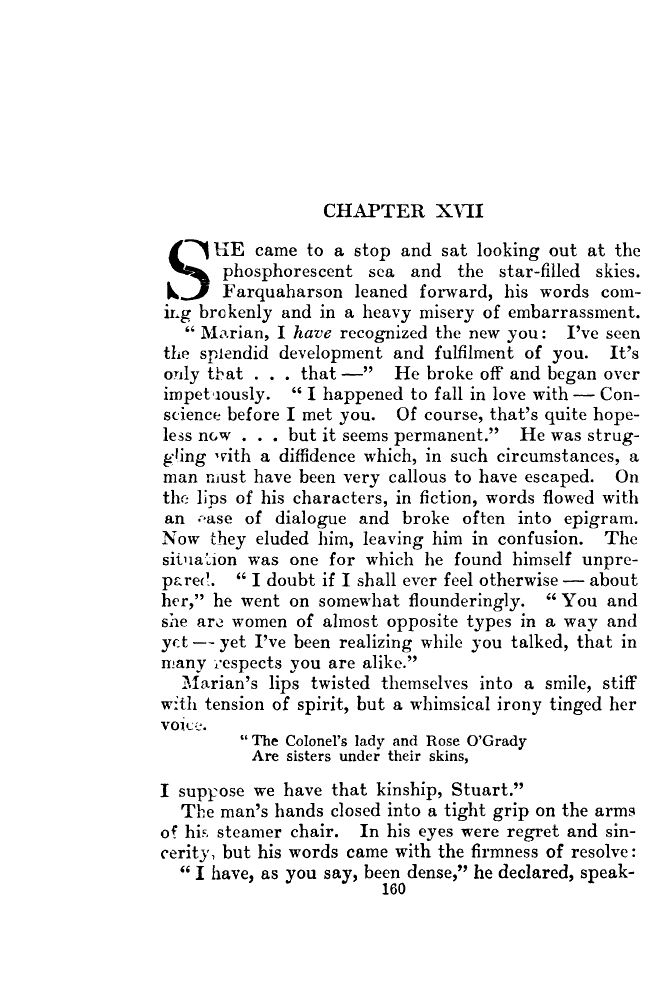 CHAPTER XVII
SHE came to a stop and sat looking out at the
phosphorescent sea and the star-filled skies.
Farquaharson leaned forward, his words com-
ing brokenly and in a heavy misery of embarrassment.
“ Marian, I have recognized the new you: I've seen
the splendid development and fulfilment of you. It's
only that . . . that —” He broke off and began over
impetuously. “ I happened to fall in love with — Con-
science before I met you. Of course, that's quite hope-
less now . . . but it seems permanent.” He was strug-
gling with a diffidence which, in such circumstances, a
man must have been very callous to have escaped. On
the lips of his characters, in fiction, words flowed with
an ease of dialogue and broke often into epigram.
Now they eluded him, leaving him in confusion. The
situation was one for which he found himself unpre-
pared. “ I doubt if I shall ever feel otherwise — about
her,” he went on somewhat flounderingly. “ You and
she are women of almost opposite types in a way and
yet — yet I've been realizing while you talked, that in
many respects you are alike.”
Marian's lips twisted themselves into a smile, stiff
with tension of spirit, but a whimsical irony tinged her
voice.
“ The Colonel's lady and Rose O'Grady
Are sisters under their skins,
I suppose we have that kinship, Stuart.”
The man's hands closed into a tight grip on the arms
of his steamer chair. In his eyes were regret and sin-
cerity, but his words came with the firmness of resolve:
“ I have, as you say, been dense,” he declared, speak-
160